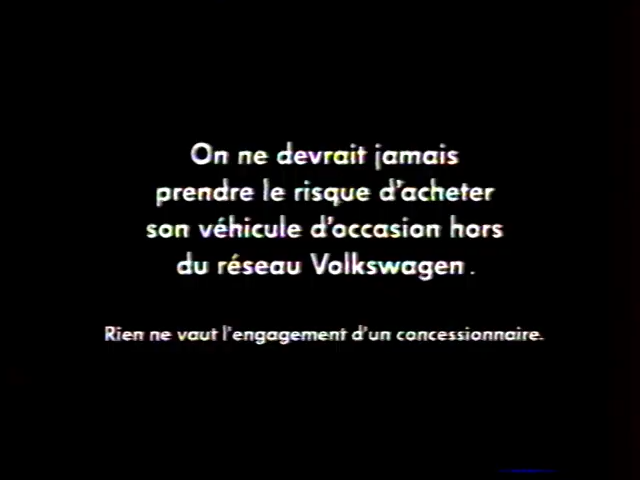 On ne devrait jamais
prendre le risque d'acheter
son véhicule d'occasion hors
du réseau Volkswagen.
Rien ne vaut l'engagement d'un concessionnaire.